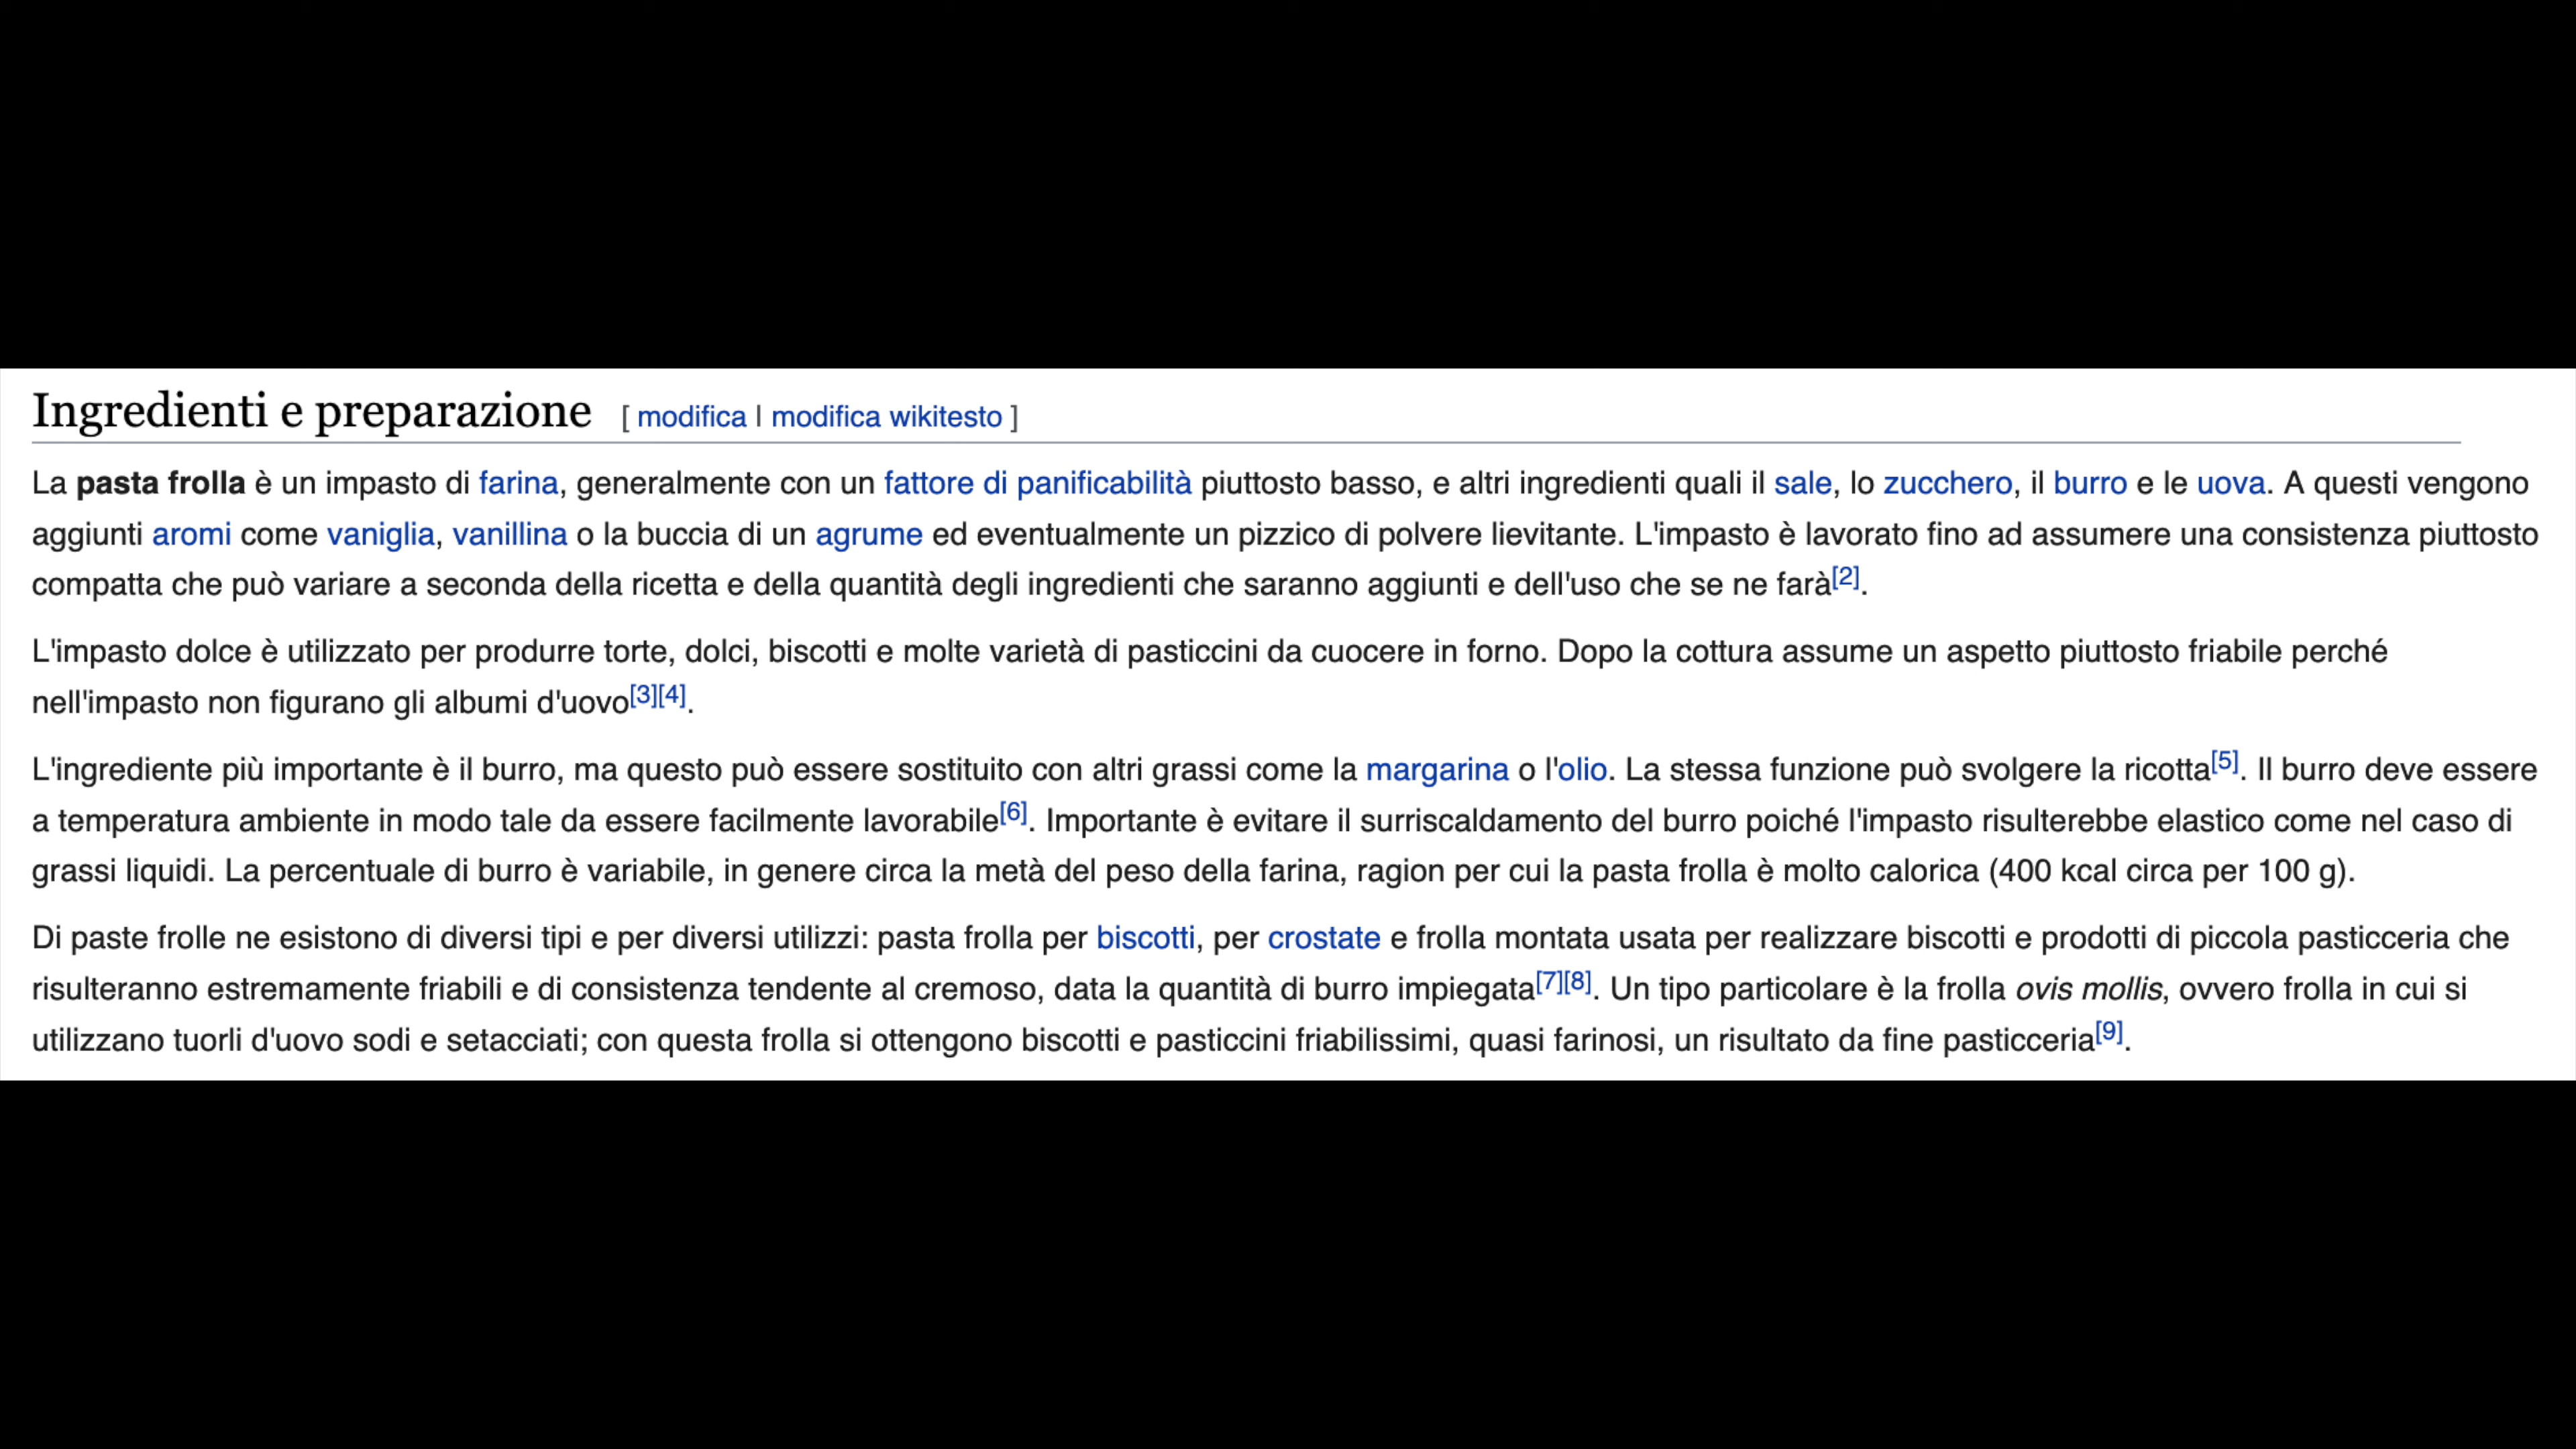 Ingredienti e preparazione [ modifica | modifica wikitesto ]
La pasta frolla è un impasto di farina, generalmente con un fattore di panificabilità piuttosto basso, e altri ingredienti quali il sale, lo zucchero, il burro e le uova. A questi vengono
aggiunti aromi come vaniglia, vanillina o la buccia di un agrume ed eventualmente un pizzico di polvere lievitante. L'impasto è lavorato fino ad assumere una consistenza piuttosto
compatta che può variare a seconda della ricetta e della quantità degli ingredienti che saranno aggiunti e dell'uso che se ne farà[2].
L'impasto dolce è utilizzato per produrre torte, dolci, biscotti e molte varietà di pasticcini da cuocere in forno. Dopo la cottura assume un aspetto piuttosto friabile perché
nell'impasto non figurano gli albumi d'uovo[3][4].
L'ingrediente più importante è il burro, ma questo può essere sostituito con altri grassi come la margarina o l'olio. La stessa funzione può svolgere la ricotta[5]. Il burro deve essere
a temperatura ambiente in modo tale da essere facilmente lavorabile[6]. Importante è evitare il surriscaldamento del burro poiché l'impasto risulterebbe elastico come nel caso di
grassi liquidi. La percentuale di burro è variabile, in genere circa la metà del peso della farina, ragion per cui la pasta frolla è molto calorica (400 kcal circa per 100 g).
Di paste frolle ne esistono di diversi tipi e per diversi utilizzi: pasta frolla per biscotti, per crostate e frolla montata usata per realizzare biscotti e prodotti di piccola pasticceria che
risulteranno estremamente friabili e di consistenza tendente al cremoso, data la quantità di burro impiegata[7][8]. Un tipo particolare è la frolla ovis mollis, ovvero frolla in cui si
utilizzano tuorli d'uovo sodi e setacciati; con questa frolla si ottengono biscotti e pasticcini friabilissimi, quasi farinosi, un risultato da fine pasticceria[9].